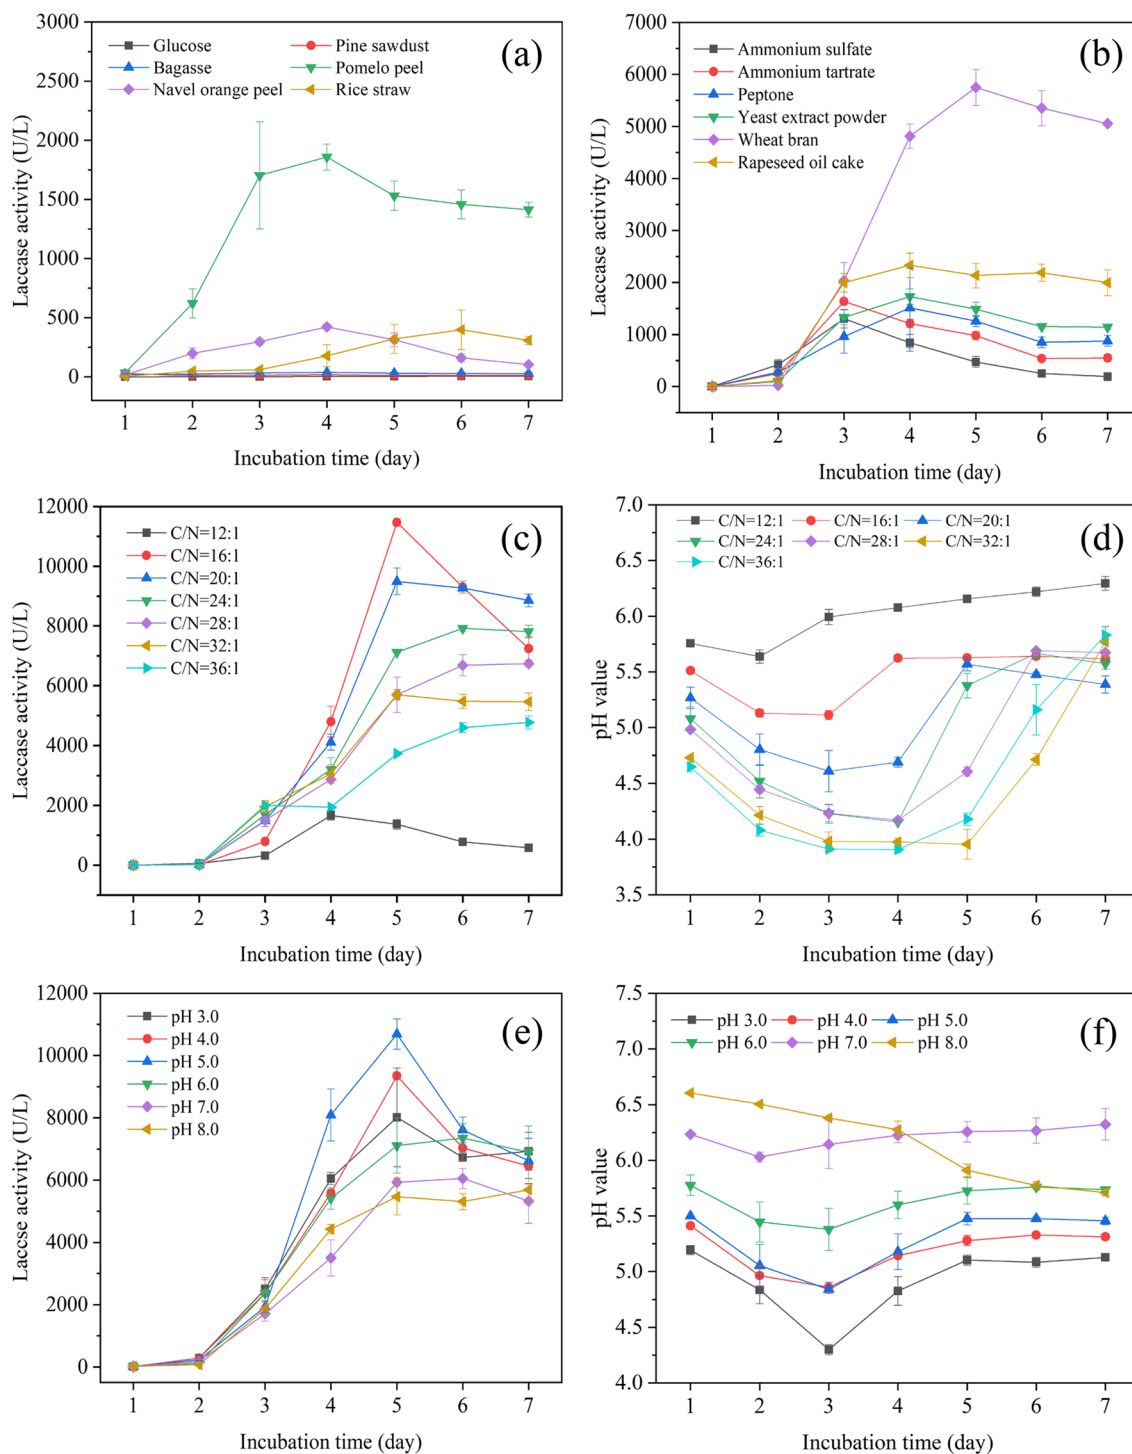 (a)
Glucose Pine sawdust
Bagasse Pomelo peel
Navel orange peel Rice straw
3000
2500
2000
1500
1000
500
0
Laccase activity (U/L)
1 2 3 4 5 6 7
Incubation time (day)
(b)
Ammonium sulfate
Ammonium tartrate
Peptone
Yeast extract powder
Wheat bran
Rapeseed oil cake
7000
6000
5000
4000
3000
2000
1000
0
Laccase activity (U/L)
1 2 3 4 5 6 7
Incubation time (day)
(c)
C/N=12:1
C/N=16:1
C/N=20:1
C/N=24:1
C/N=28:1
C/N=32:1
C/N=36:1
12000
10000
8000
6000
4000
2000
0
Laccase activity (U/L)
1 2 3 4 5 6 7
Incubation time (day)
(d)
C/N=12:1 C/N=16:1 C/N=20:1
C/N=24:1 C/N=28:1 C/N=32:1
C/N=36:1
7.0
6.5
6.0
5.5
5.0
4.5
4.0
3.5
pH value
1 2 3 4 5 6 7
Incubation time (day)
(e)
pH 3.0
pH 4.0
pH 5.0
pH 6.0
pH 7.0
pH 8.0
12000
10000
8000
6000
4000
2000
0
Laccse activity (U/L)
1 2 3 4 5 6 7
Incubation time (day)
(f)
pH 3.0 pH 4.0 pH 5.0
pH 6.0 pH 7.0 pH 8.0
7.5
7.0
6.5
6.0
5.5
5.0
4.5
4.0
pH value
1 2 3 4 5 6 7
Incubation time (day)